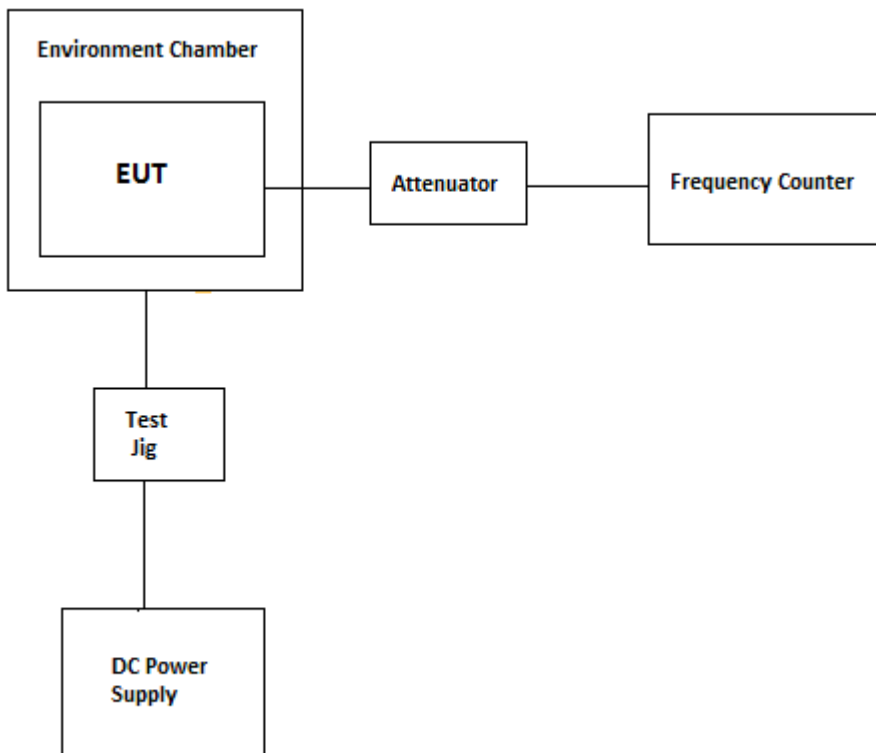 Environment Chamber
EUT
Attenuator
Frequency Counter
Test
Jig
DC Power
Supply